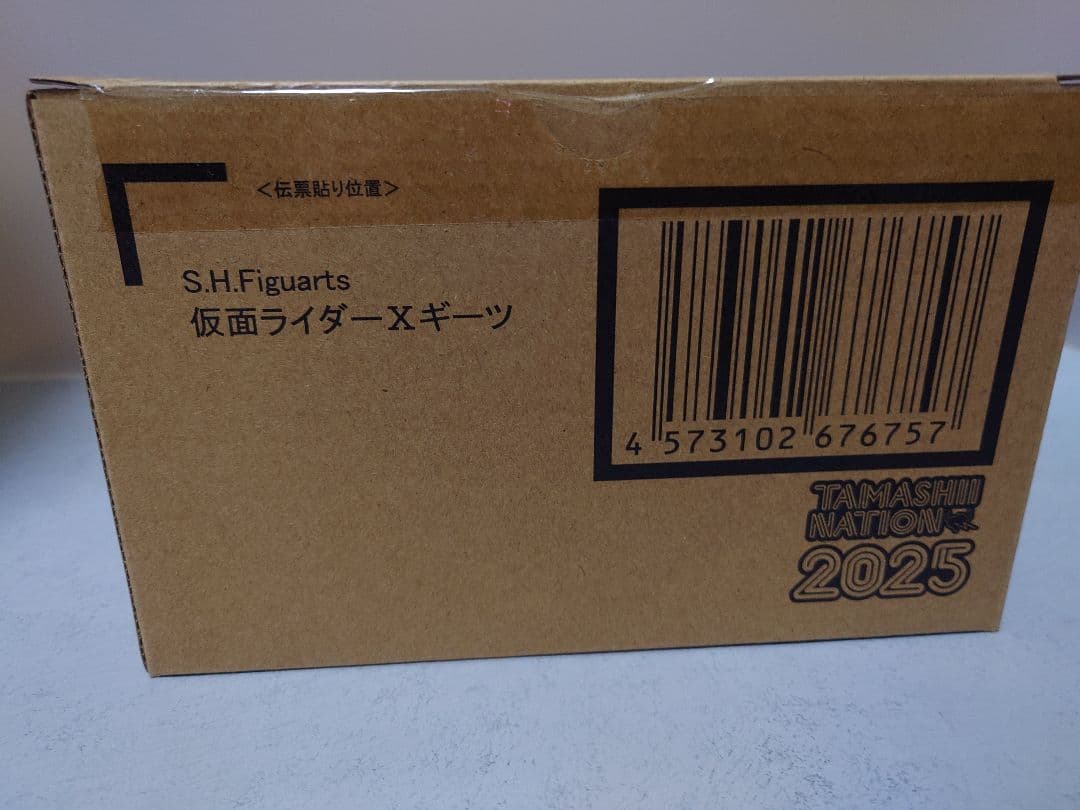 <伝票貼り位置>
S.H.Figuarts
仮面ライダーXギーツ
4 573102 676757
TAMASHII
NATION
2025